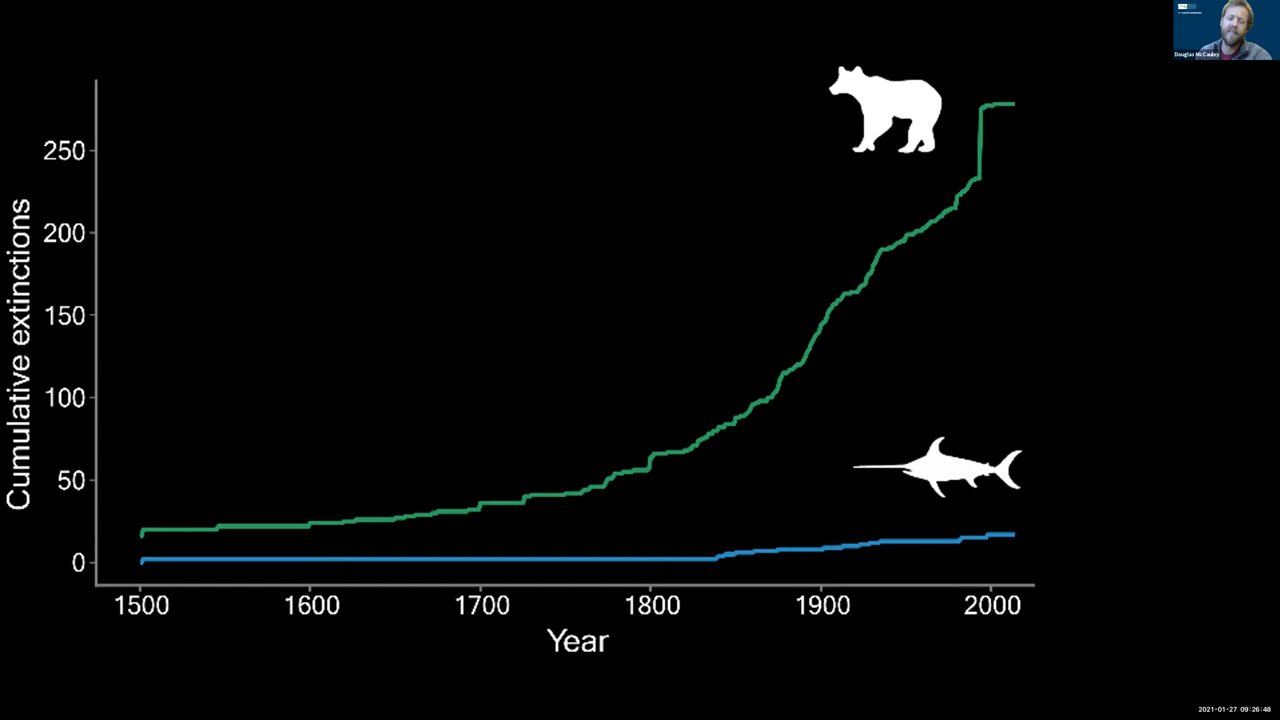 Douglas McCauley
250
200
150
100
50
0
Cumulative extinctions
1500 1600 1700 1800 1900 2000
Year
2021-01-27 09:26:48